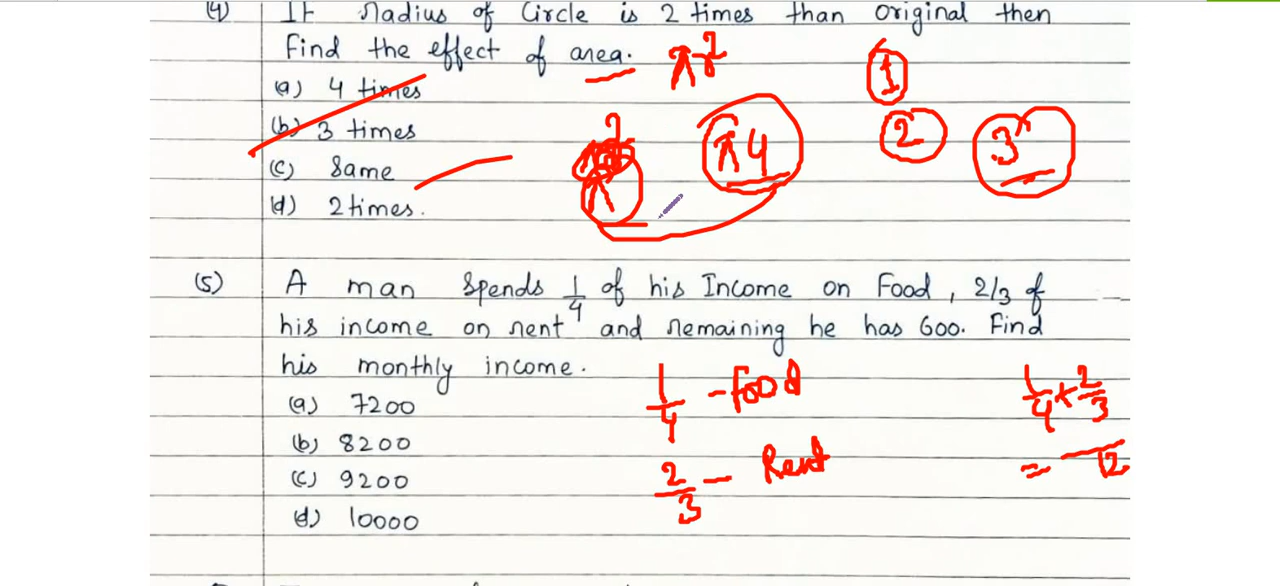 (4) If Radius of Circle is 2 times than original then
find the effect of area. πr²
(a) 4 times
(b) 3 times
(c) Same
(d) 2 times.
1
2
3
π4
π
(5) A man spends 1/4 of his Income on Food, 2/3 of
his income on rent and remaining he has 600. Find
his monthly income.
(a) 7200
(b) 8200
(c) 9200
(d) 10000
1/4 - Food
2/3 - Rent
1/4 + 2/3
= /12